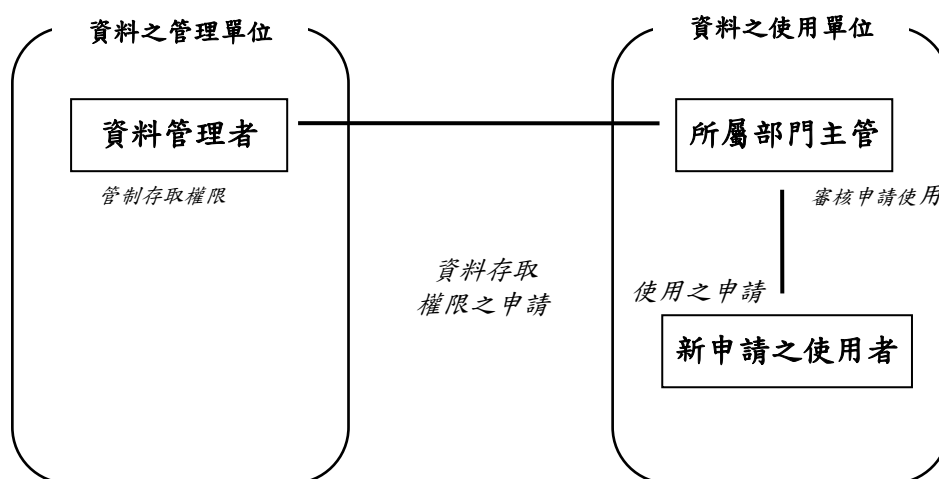 資料之管理單位
資料之使用單位
資料管理者
所屬部門主管
管制存取權限
審核申請使用
資料存取
權限之申請
使用之申請
新申請之使用者